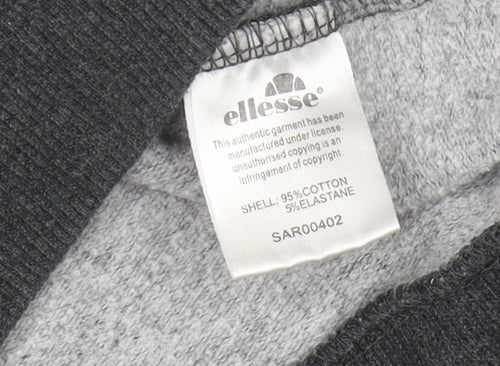 ellesse®
This authentic garment has been
manufactured under license.
unauthorised copying is an
infringement of copyright.
SHELL: 95%COTTON
5%ELASTANE
SAR00402